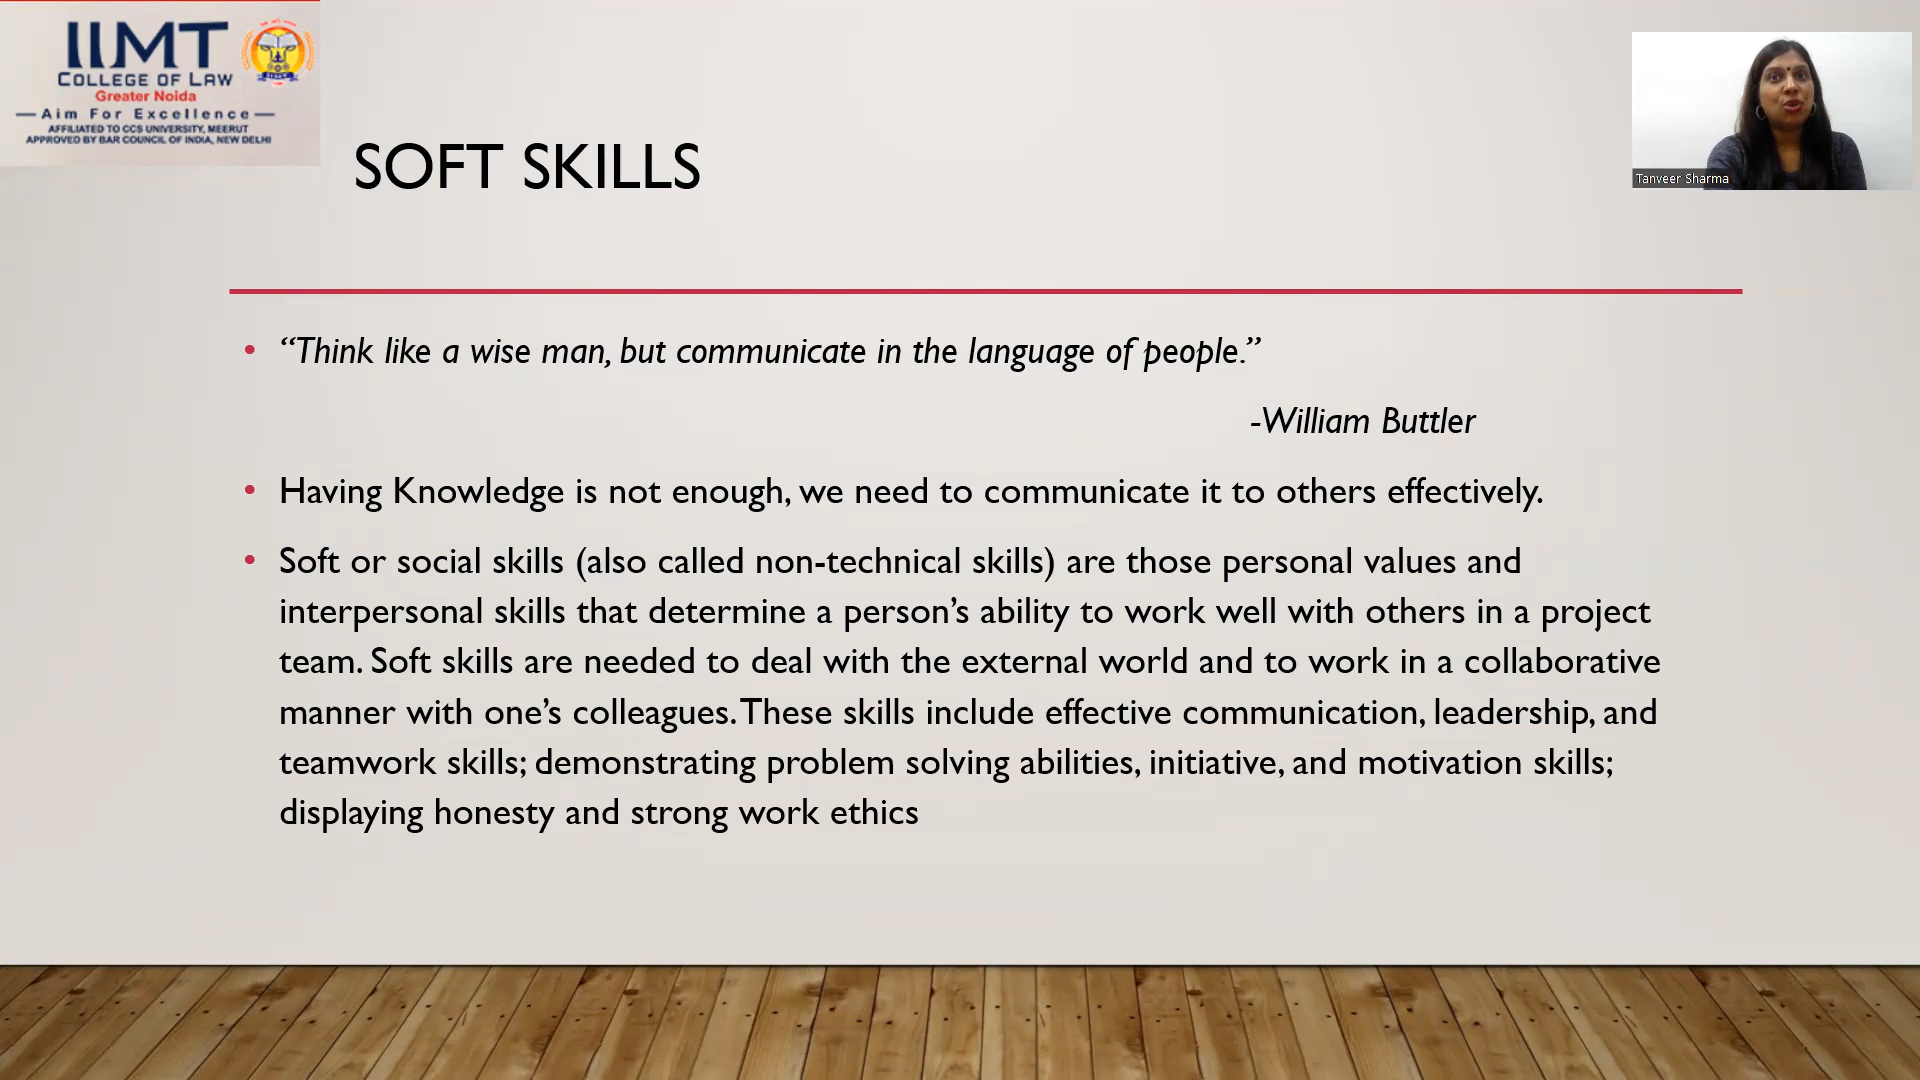 IIMT
COLLEGE OF LAW
Greater Noida
— Aim For Excellence —
AFFILIATED TO CCS UNIVERSITY, MEERUT
APPROVED BY BAR COUNCIL OF INDIA, NEW DELHI
SOFT SKILLS
Tanveer Sharma
• “Think like a wise man, but communicate in the language of people.”
-William Buttler
• Having Knowledge is not enough, we need to communicate it to others effectively.
• Soft or social skills (also called non-technical skills) are those personal values and
interpersonal skills that determine a person’s ability to work well with others in a project
team. Soft skills are needed to deal with the external world and to work in a collaborative
manner with one’s colleagues. These skills include effective communication, leadership, and
teamwork skills; demonstrating problem solving abilities, initiative, and motivation skills;
displaying honesty and strong work ethics